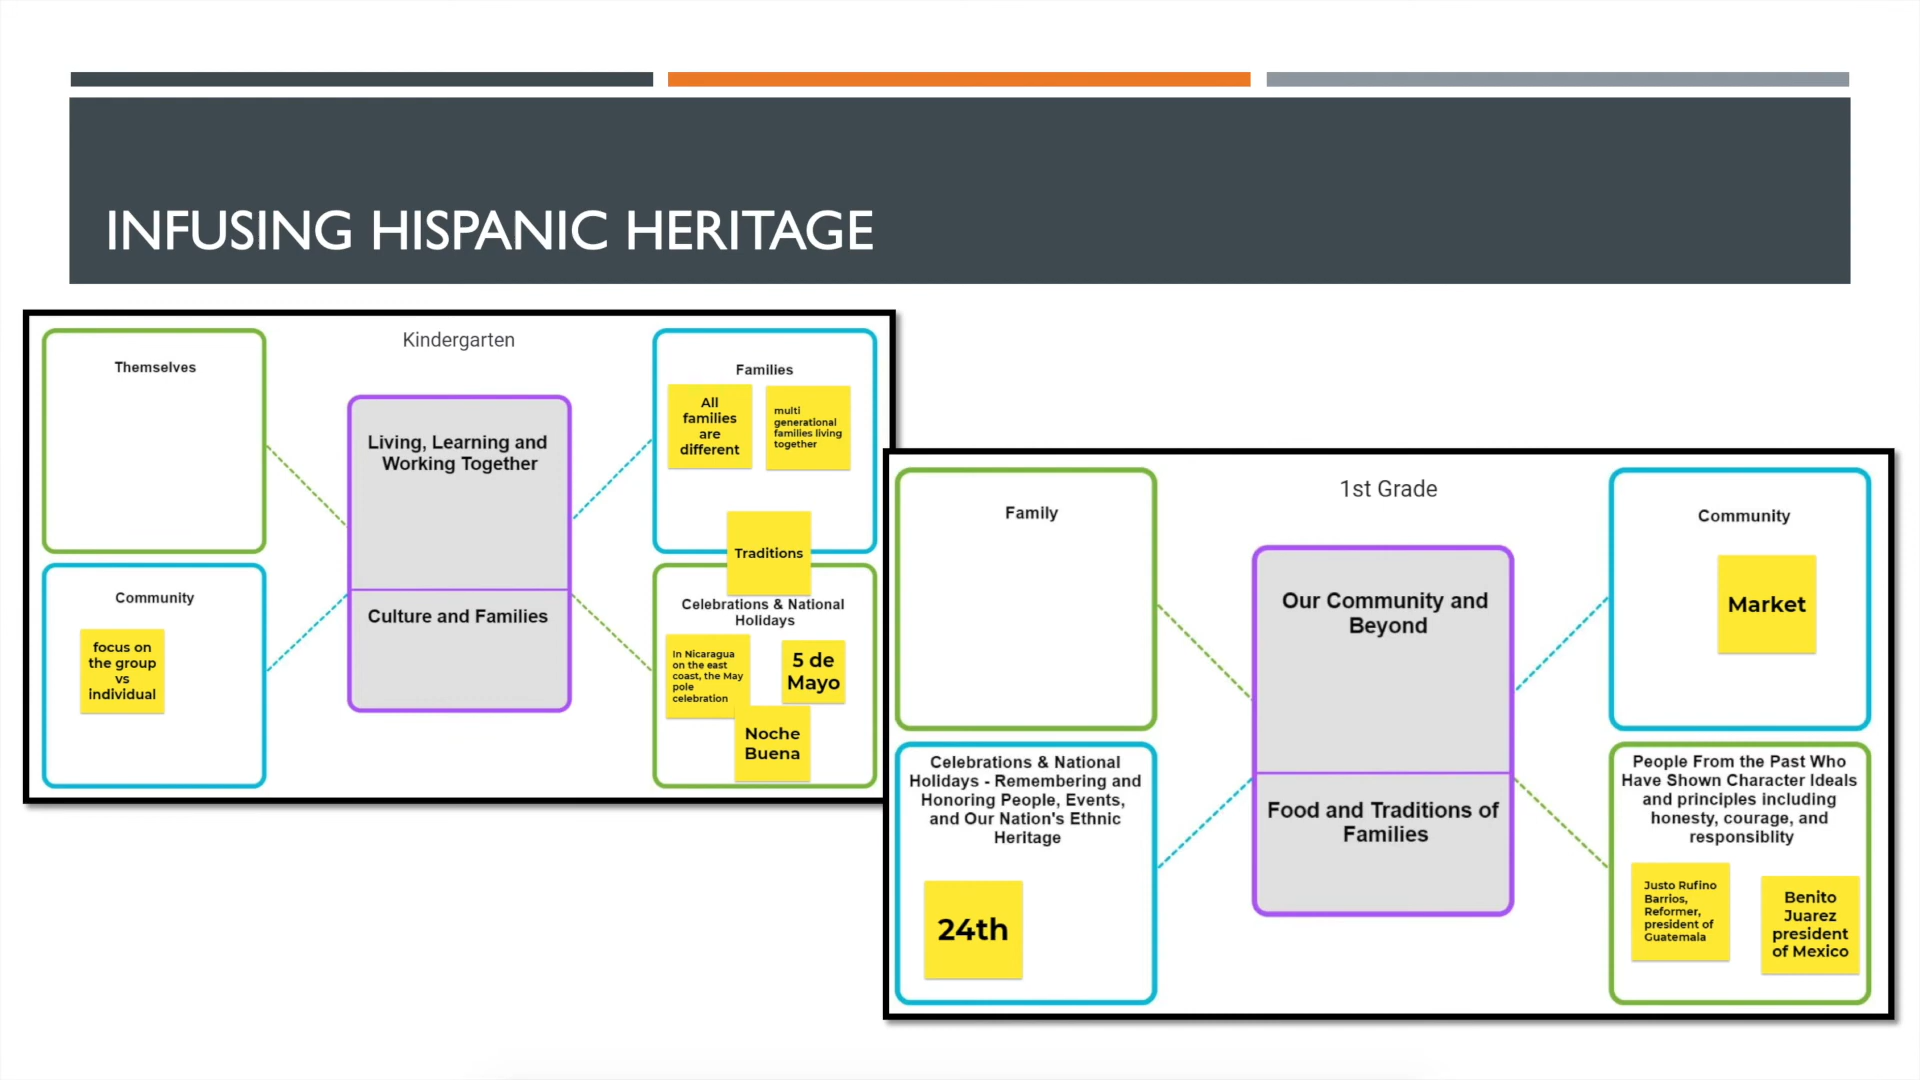 INFUSING HISPANIC HERITAGE
Kindergarten
Themselves
Living, Learning and
Working Together
Culture and Families
Families
All
families
are
different
multi
generational
families living
together
Traditions
Community
focus on
the group
vs
individual
Celebrations & National
Holidays
In Nicaragua
on the east
coast, the May
pole
celebration
5 de
Mayo
Noche
Buena
1st Grade
Family
Our Community and
Beyond
Food and Traditions of
Families
Community
Market
Celebrations & National
Holidays - Remembering and
Honoring People, Events,
and Our Nation's Ethnic
Heritage
24th
People From the Past Who
Have Shown Character Ideals
and principles including
honesty, courage, and
responsiblity
Justo Rufino
Barrios,
Reformer,
president of
Guatemala
Benito
Juarez
president
of Mexico